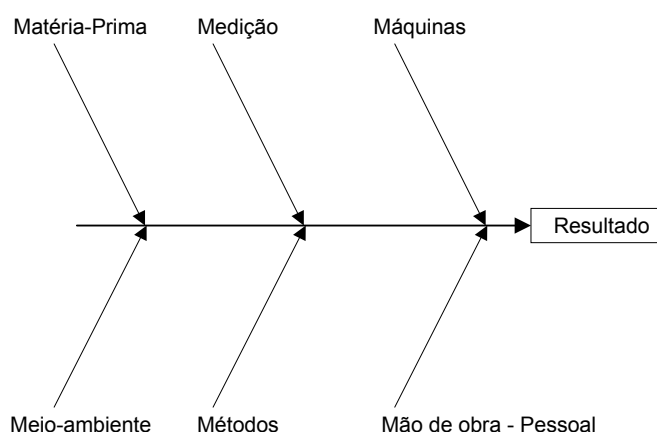 Matéria-Prima
Medição
Máquinas
Resultado
Meio-ambiente
Métodos
Mão de obra - Pessoal